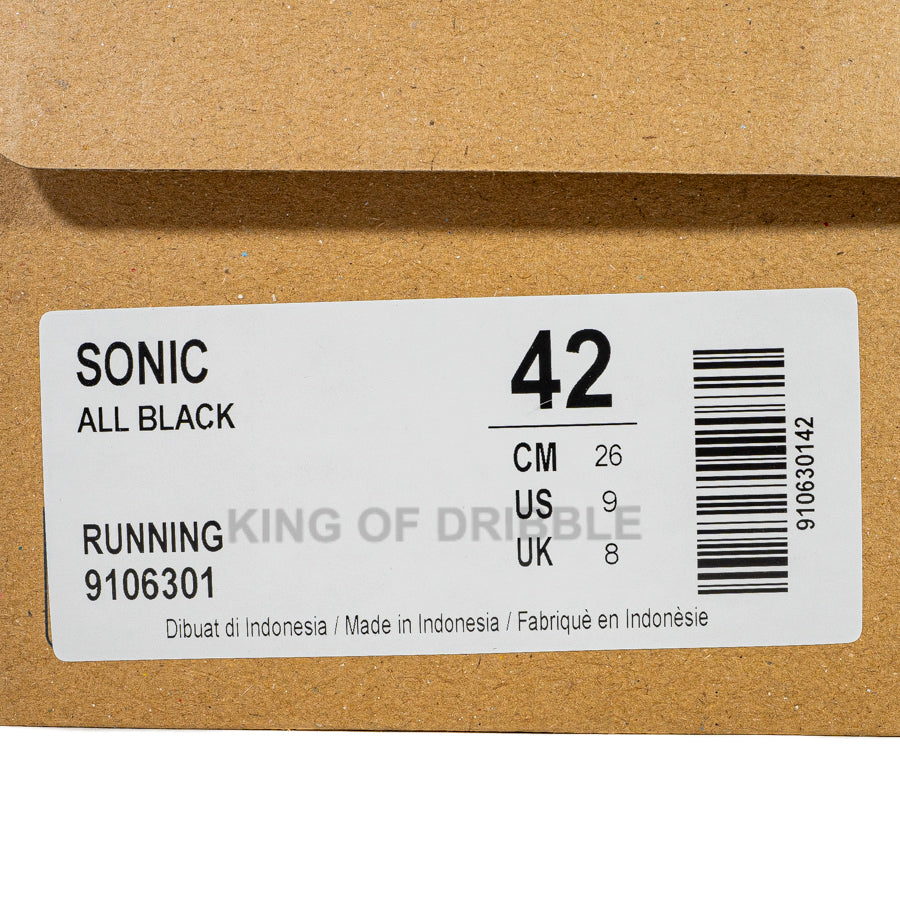 SONIC
ALL BLACK
42
CM 26
US 9
UK 8
RUNNING
9106301
KING OF DRIBBLE
910630142
Dibuat di Indonesia / Made in Indonesia / Fabriquè en Indonèsie